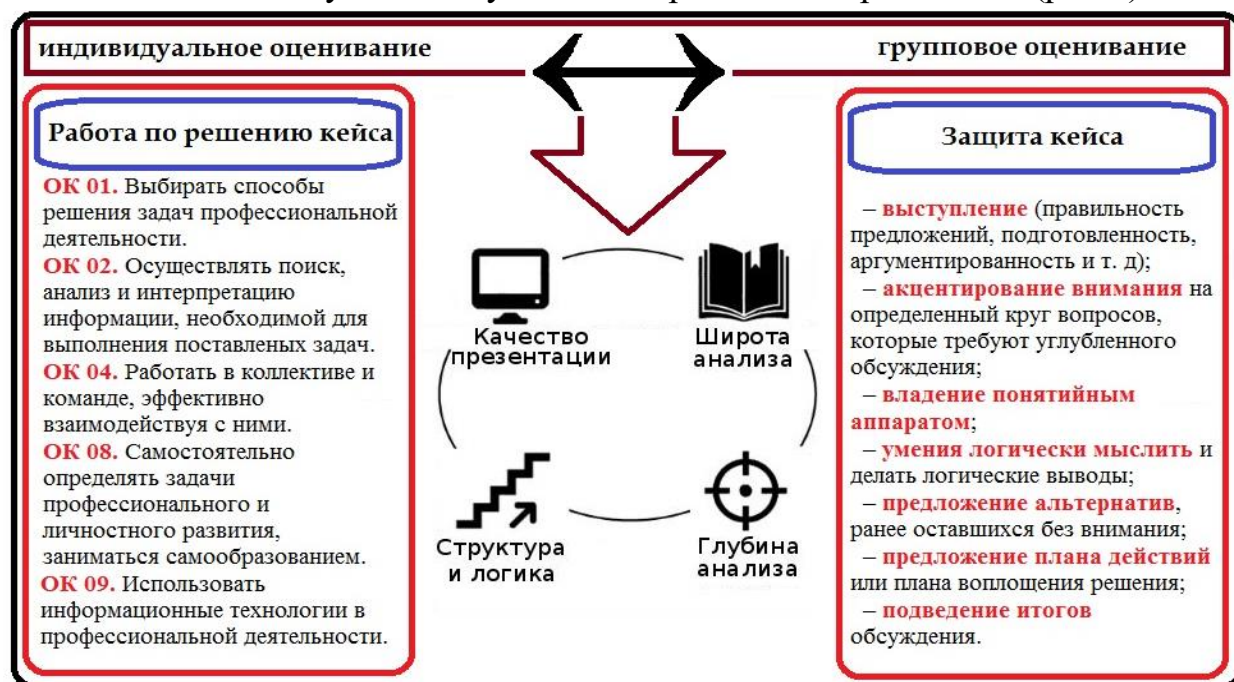 индивидуальное оценивание
групповое оценивание
Работа по решению кейса
ОК 01. Выбирать способы
решения задач профессиональной
деятельности.
ОК 02. Осуществлять поиск,
анализ и интерпретацию
информации, необходимой для
выполнения поставленых задач.
ОК 04. Работать в коллективе и
команде, эффективно
взаимодействуя с ними.
ОК 08. Самостоятельно
определять задачи
профессионального и
личностного развития,
заниматься самообразованием.
ОК 09. Использовать
информационные технологии в
профессиональной деятельности.
Качество
презентации
Широта
анализа
Структура
и логика
Глубина
анализа
Защита кейса
– выступление (правильность
предложений, подготовленность,
аргументированность и т. д);
– акцентирование внимания на
определенный круг вопросов,
которые требуют углубленного
обсуждения;
– владение понятийным
аппаратом;
– умения логически мыслить и
делать логические выводы;
– предложение альтернатив,
ранее оставшихся без внимания;
– предложение плана действий
или плана воплощения решения;
– подведение итогов
обсуждения.